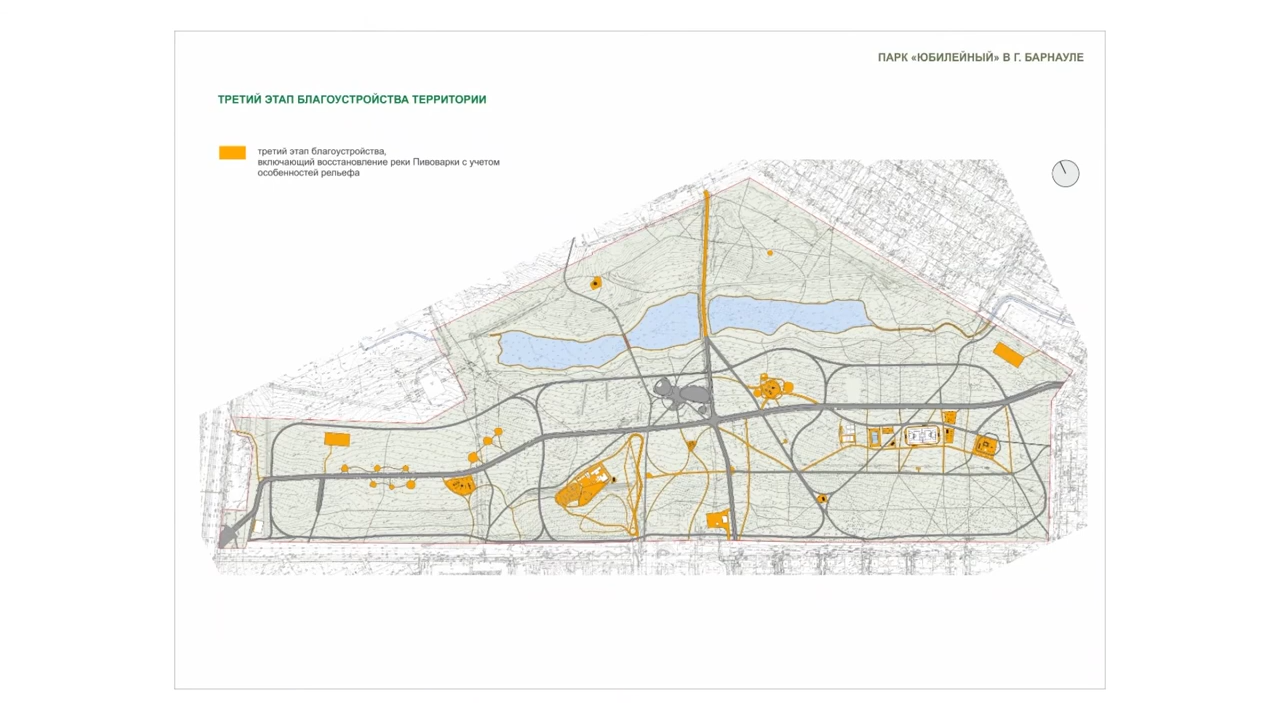 ПАРК «ЮБИЛЕЙНЫЙ» В Г. БАРНАУЛЕ
ТРЕТИЙ ЭТАП БЛАГОУСТРОЙСТВА ТЕРРИТОРИИ
третий этап благоустройства,
включающий восстановление реки Пивоварки с учетом
особенностей рельефа